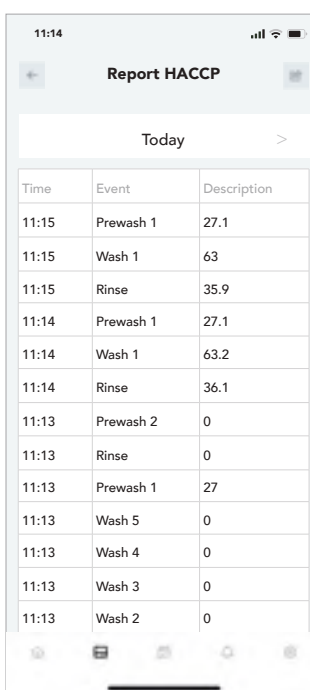 11:14
Report HACCP
Today >
Time Event Description
11:15 Prewash 1 27.1
11:15 Wash 1 63
11:15 Rinse 35.9
11:14 Prewash 1 27.1
11:14 Wash 1 63.2
11:14 Rinse 36.1
11:13 Prewash 2 0
11:13 Rinse 0
11:13 Prewash 1 27
11:13 Wash 5 0
11:13 Wash 4 0
11:13 Wash 3 0
11:13 Wash 2 0